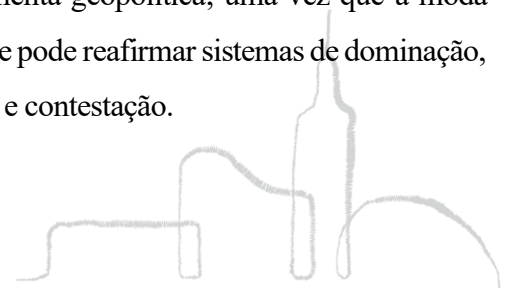 geopolítica, uma vez que a moda
e pode reafirmar sistemas de dominação,
e contestação.